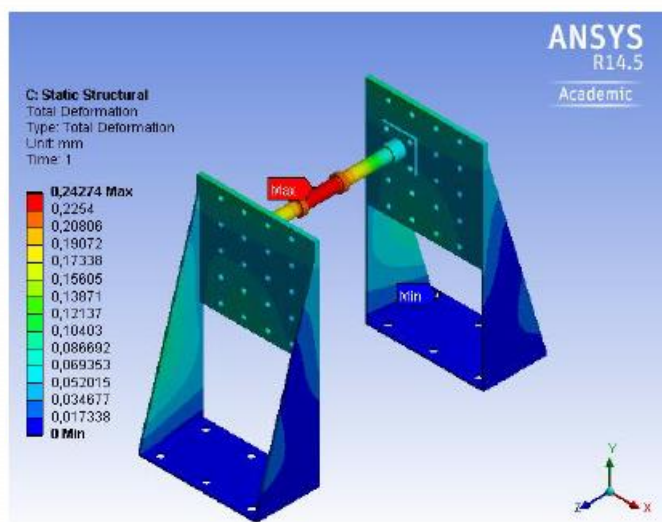 ANSYS
R14.5
Academic
C: Static Structural
Total Deformation
Type: Total Deformation
Unit: mm
Time: 1
0,24274 Max
0,2254
0,20806
0,19072
0,17338
0,15605
0,13871
0,12137
0,10403
0,086692
0,069353
0,052015
0,034677
0,017338
0 Min
Max
Min
Y
Z
X